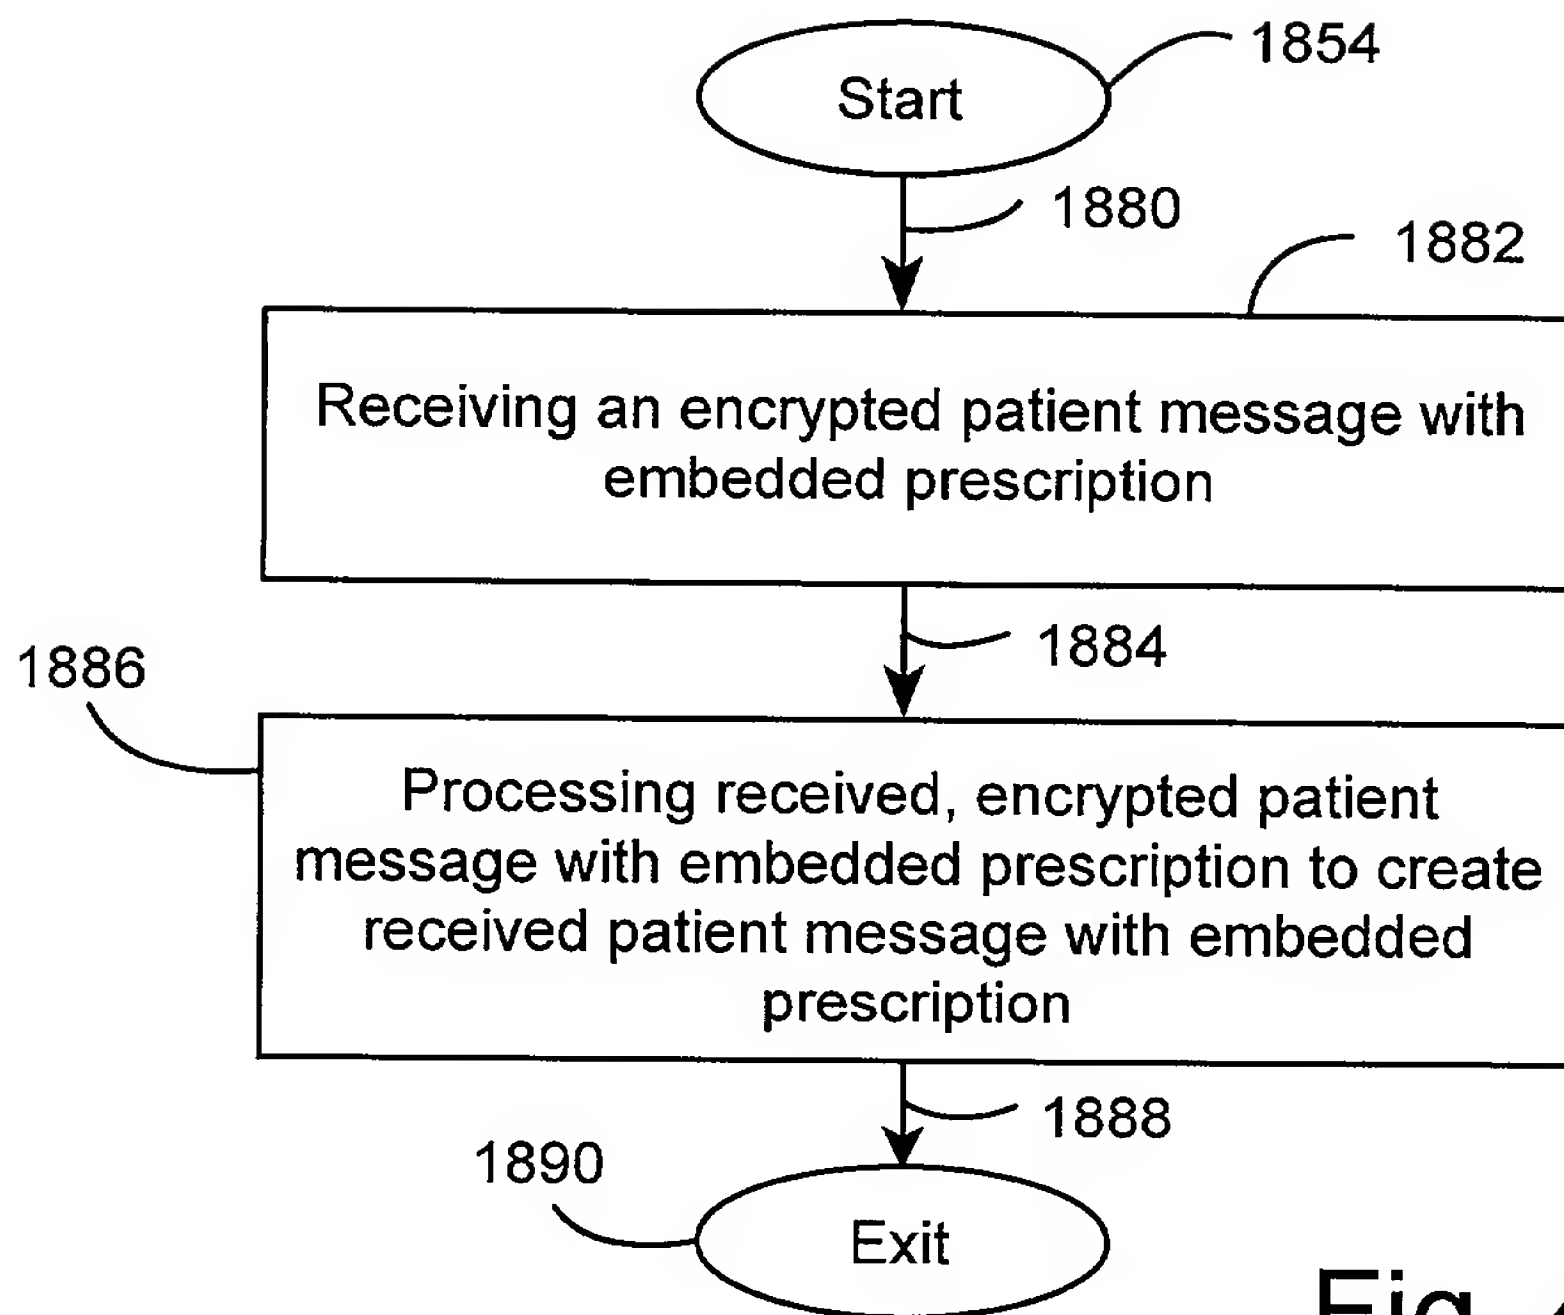 1854
Start
1880
1882
Receiving an encrypted patient message with
embedded prescription
1884
1886
Processing received, encrypted patient
message with embedded prescription to create
received patient message with embedded
prescription
1888
1890
Exit
Fig